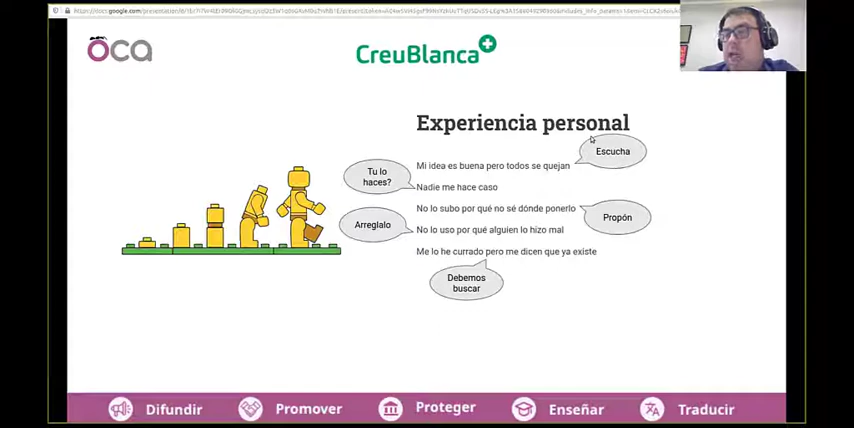 öca
CreuBlanca
Experiencia personal
Escucha
Mi idea es buena pero todos se quejan
Tu lo
haces?
Nadie me hace caso
No lo subo por qué no sé dónde ponerlo
Propón
Arreglalo
No lo uso por qué alguien lo hizo mal
Me lo he currado pero me dicen que ya existe
Debemos
buscar
Difundir
Promover
Proteger
Enseñar
Traducir